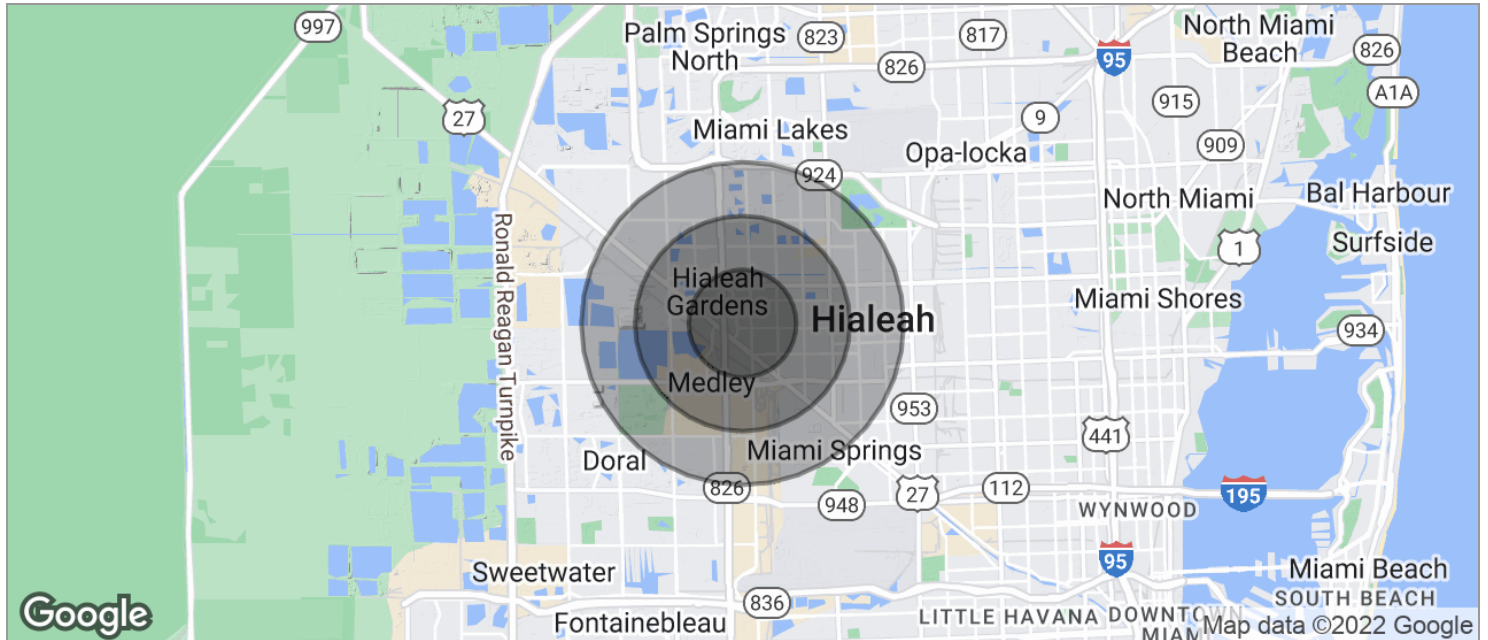 997
Palm Springs
North
823
817
North Miami
Beach
826
95
826
A1A
27
915
9
Miami Lakes
909
Opa-locka
924
North Miami
Bal Harbour
1
Surfside
Ronald Reagan Turnpike
Hialeah
Gardens
Miami Shores
Hialeah
934
Medley
953
441
Miami Springs
Doral
826
948
27
112
195
WYNWOOD
95
Sweetwater
Miami Beach
SOUTH BEACH
836
Google
Fontainebleau
LITTLE HAVANA
DOWNTOWN
MIAMI
Map data ©2022 Google